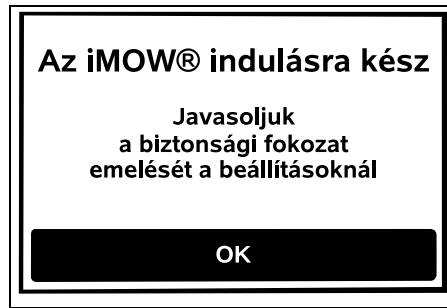 Az iMOW® indulásra kész
Javasoljuk
a biztonsági fokozat
emelését a beállításoknál
OK